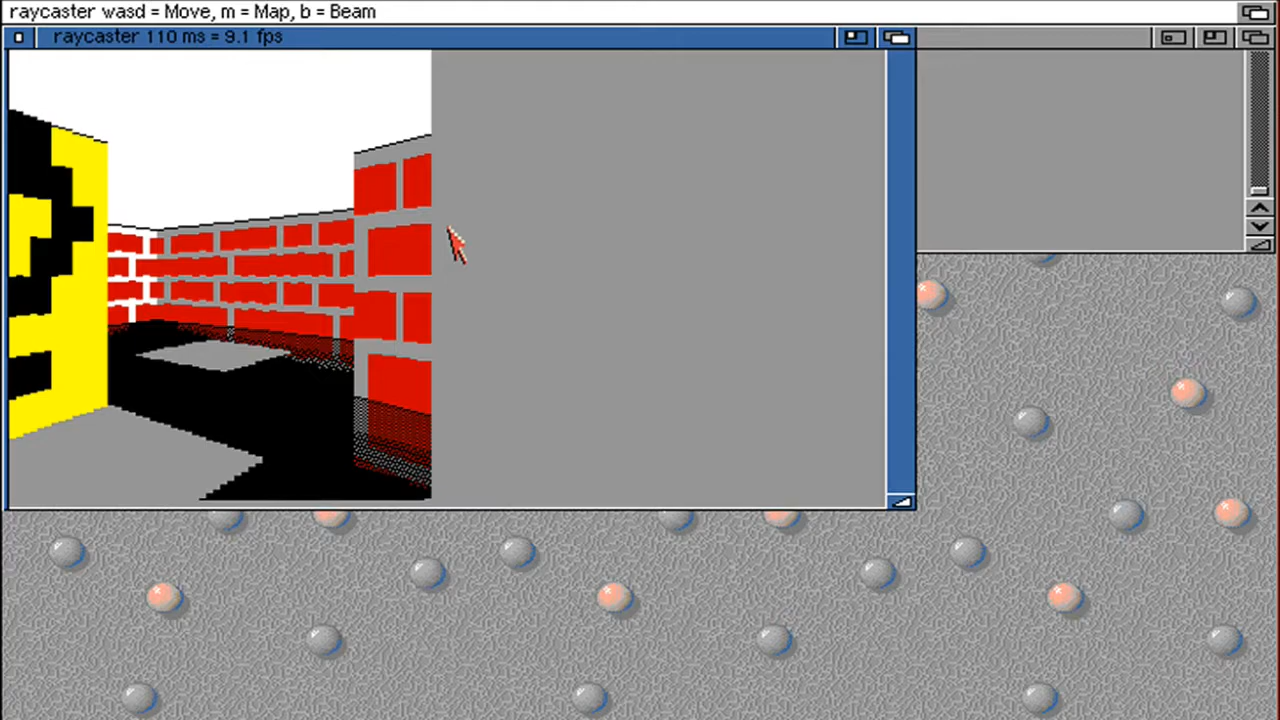 raycaster wasd = Move, m = Map, b = Beam
raycaster 110 ms = 9.1 fps